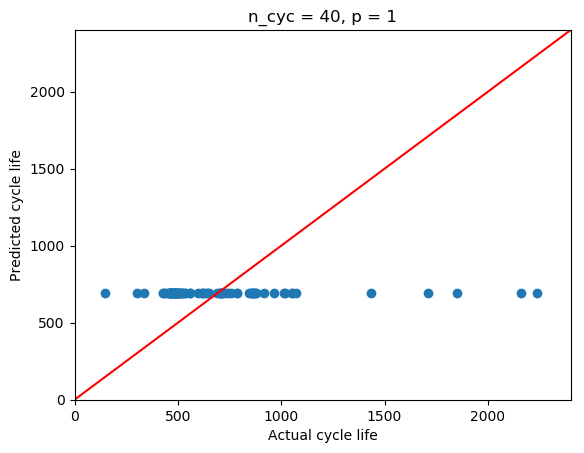 n_cyc = 40, p = 1
Predicted cycle life
2000
1500
1000
500
0
0 500 1000 1500 2000
Actual cycle life